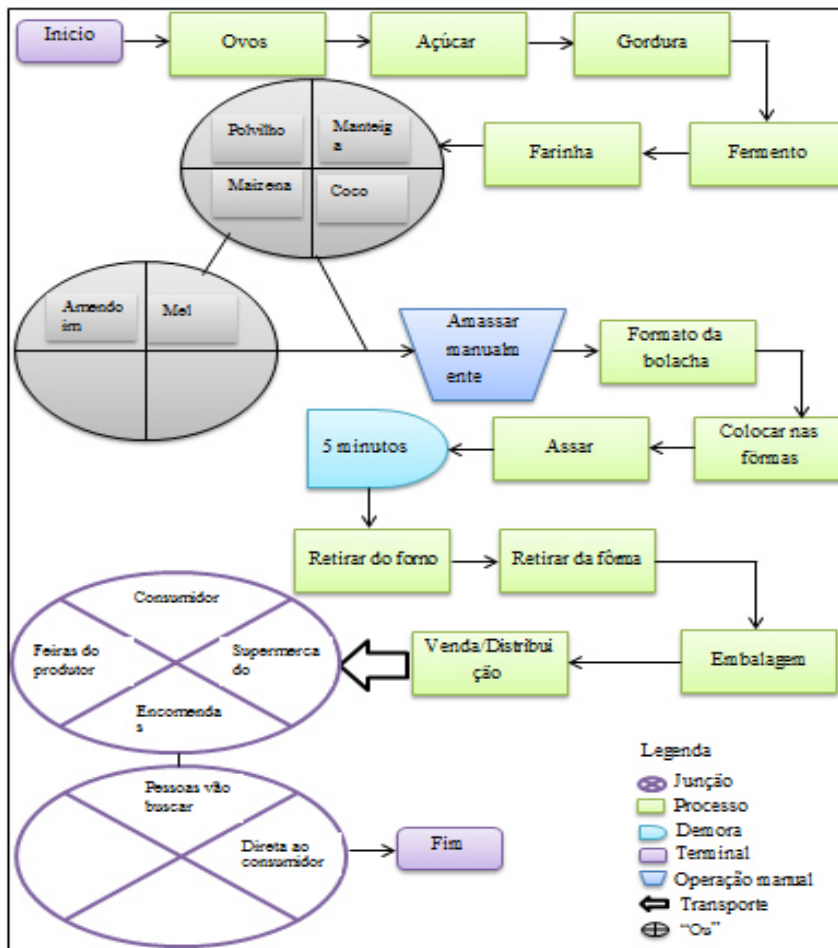 Inicio
Ovos
Açúcar
Gordura
Polvilho
Manteig
a
Farinha
Fermento
Maizena
Coco
Amendo
im
Mel
Amassar
manualm
ente
Formato da
bolacha
5 minutos
Assar
Colocar nas
fôrmas
Retirar do forno
Retirar da fôrma
Consumidor
Feiras do
produtor
Supermerca
do
Encomenda
s
Venda/Distribui
ção
Embalagem
Pessoas vão
buscar
Direta ao
consumidor
Fim
Legenda
Junção
Processo
Demora
Terminal
Operação manual
Transporte
“Ou”